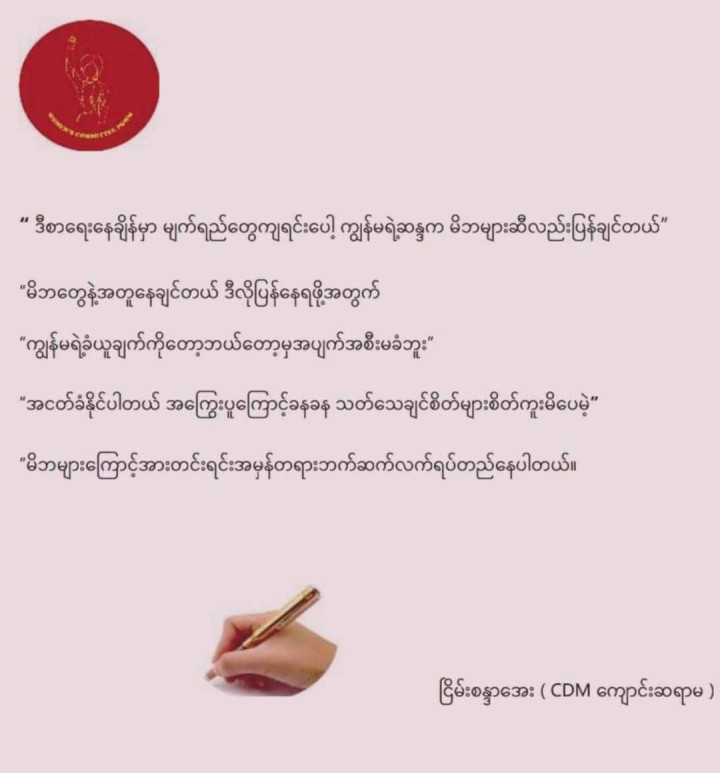 WOMEN'S COMMITTEE
“ ဒီစာရေးနေချိန်မှာ မျက်ရည်တွေကျရင်းပေါ့ ကျွန်မရဲ့ဆန္ဒက မိဘများဆီလည်းပြန်ချင်တယ်”
“မိဘတွေနဲ့အတူနေချင်တယ် ဒီလိုပြန်နေရဖို့အတွက်
“ကျွန်မရဲ့ခံယူချက်ကိုတော့ဘယ်တော့မှအပျက်အစီးမခံဘူး”
“အငတ်ခံနိုင်ပါတယ် အကြွေးပူကြောင့်ခနခန သတ်သေချင်စိတ်များစိတ်ကူးမိပေမဲ့”
“မိဘများကြောင့်အားတင်းရင်းအမှန်တရားဘက်ဆက်လက်ရပ်တည်နေပါတယ်။
ငြိမ်းစန္ဒာအေး ( CDM ကျောင်းဆရာမ )